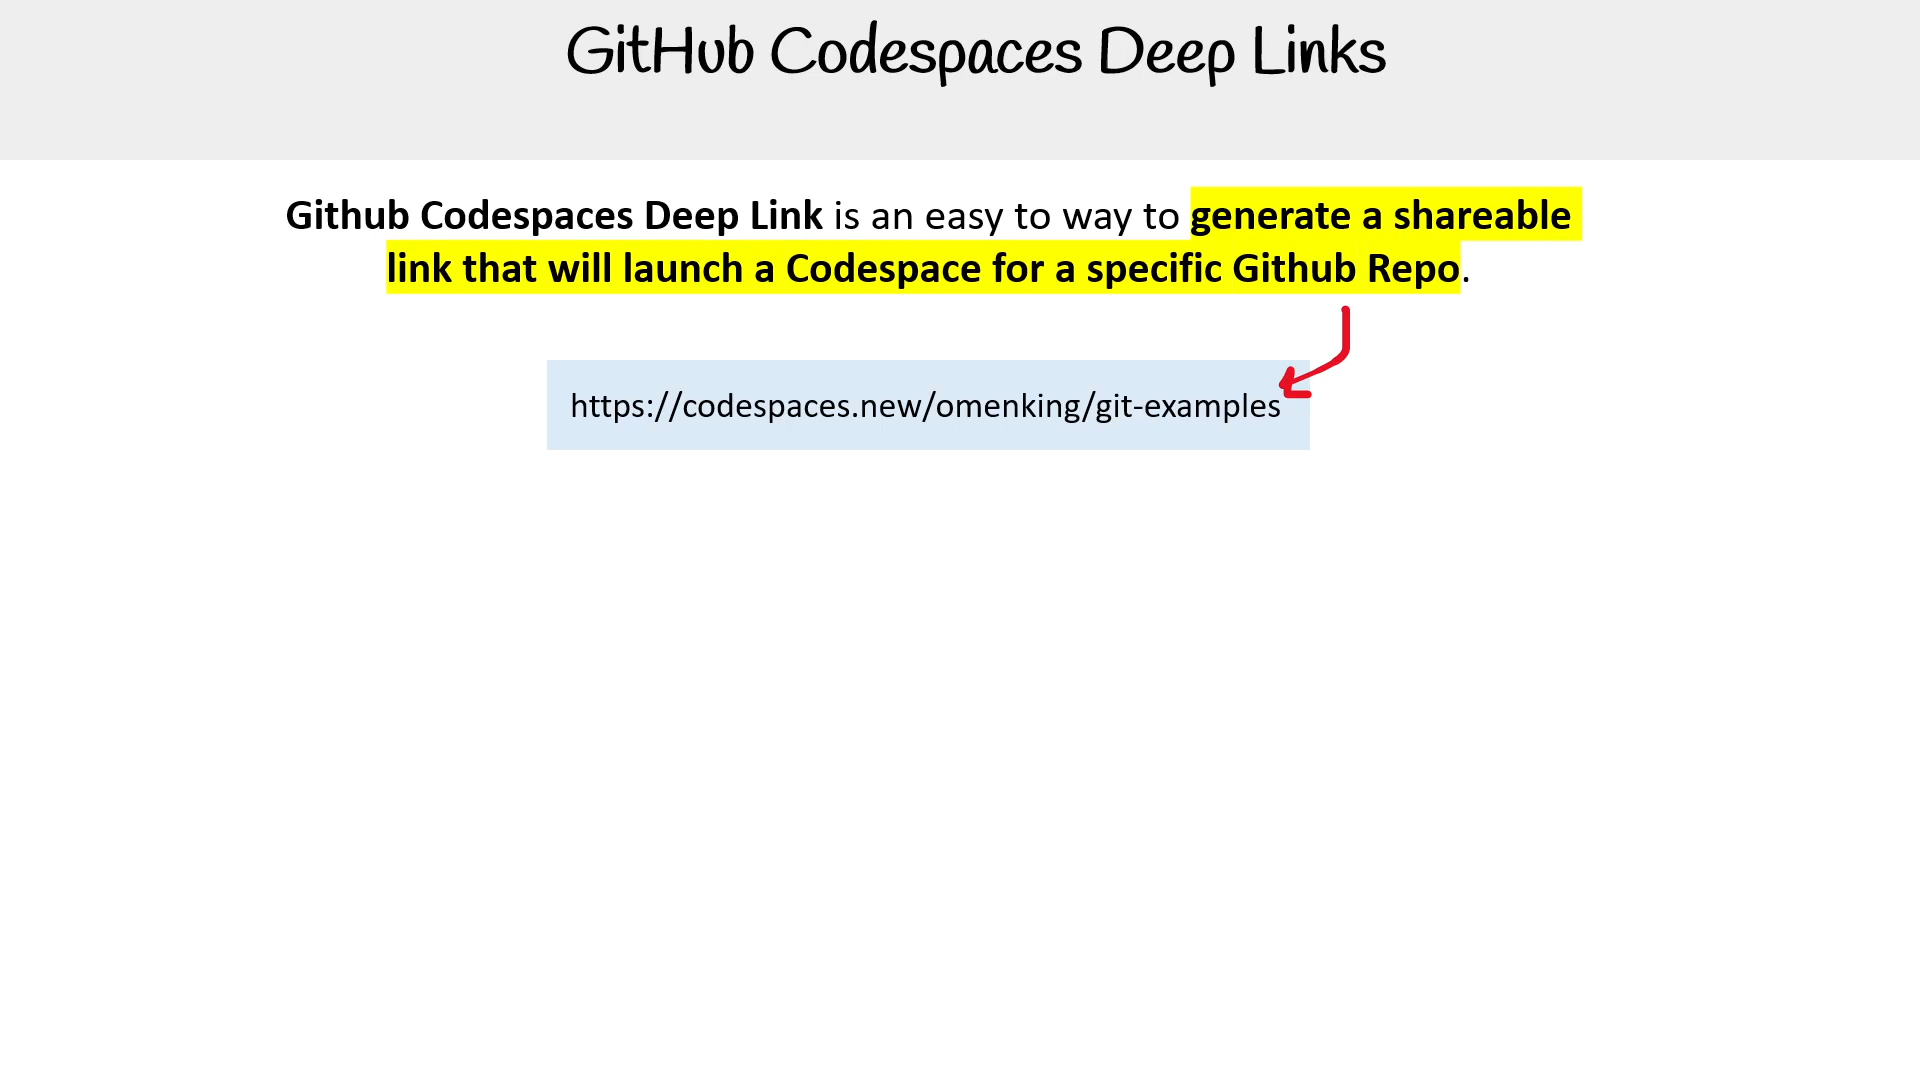 GitHub Codespaces Deep Links
Github Codespaces Deep Link is an easy to way to generate a shareable
link that will launch a Codespace for a specific Github Repo.
https://codespaces.new/omenking/git-examples